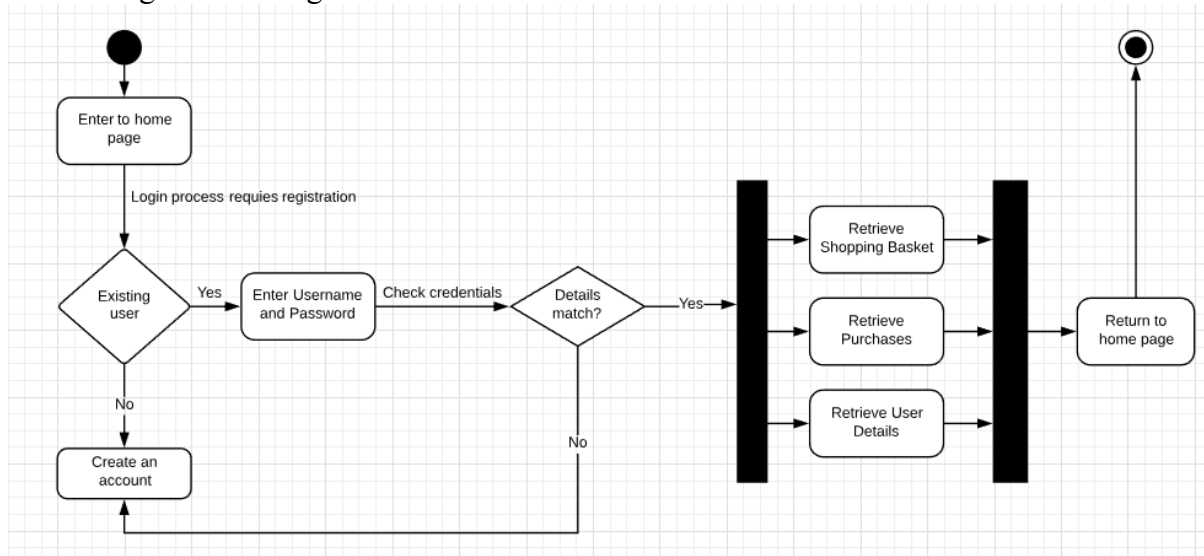 Enter to home
page
Login process requies registration
Existing
user
Yes
Enter Username
and Password
Check credentials
Details
match?
Yes
Retrieve
Shopping Basket
Retrieve
Purchases
Retrieve User
Details
Return to
home page
No
Create an
account
No